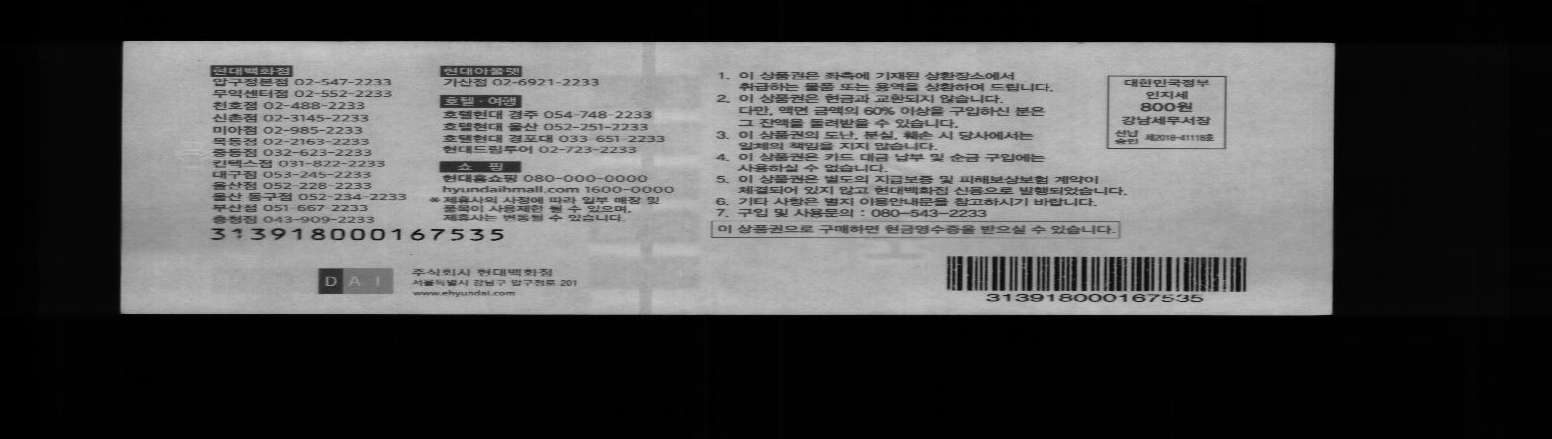 현대백화점
압구정본점 02-547-2233
무역센터점 02-552-2233
천호점 02-488-2233
신촌점 02-3145-2233
미아점 02-985-2233
목동점 02-2163-2233
중동점 032-623-2233
킨텍스점 031-822-2233
대구점 053-245-2233
울산점 052-228-2233
울산 동구점 052-234-2233
부산점 051-667-2233
충청점 043-909-2233
313918000167535
현대아울렛
가산점 02-6921-2233
호텔·여행
호텔현대 경주 054-748-2233
호텔현대 울산 052-251-2233
호텔현대 경포대 033-651-2233
현대드림투어 02-723-2233
쇼 핑
현대홈쇼핑 080-000-0000
hyundaihmall.com 1600-0000
※ 제휴사의 사정에 따라 일부 매장 및
품목이 사용제한 될 수 있으며,
제휴사는 변동될 수 있습니다.
DAI
주식회사 현대백화점
서울특별시 강남구 압구정로 201
www.ehyundai.com
1. 이 상품권은 좌측에 기재된 상환장소에서
취급하는 물품 또는 용역을 상환하여 드립니다.
2. 이 상품권은 현금과 교환되지 않습니다.
다만, 액면 금액의 60% 이상을 구입하신 분은
그 잔액을 돌려받을 수 있습니다.
3. 이 상품권의 도난, 분실, 훼손 시 당사에서는
일체의 책임을 지지 않습니다.
4. 이 상품권은 카드 대금 납부 및 순금 구입에는
사용하실 수 없습니다.
5. 이 상품권은 별도의 지급보증 및 피해보상보험 계약이
체결되어 있지 않고 현대백화점 신용으로 발행되었습니다.
6. 기타 사항은 별지 이용안내문을 참고하시기 바랍니다.
7. 구입 및 사용문의 : 080-543-2233
이 상품권으로 구매하면 현금영수증을 받으실 수 있습니다.
대한민국정부
인지세
800원
강남세무서장
선납
승인 제2018-41118호
313918000167535